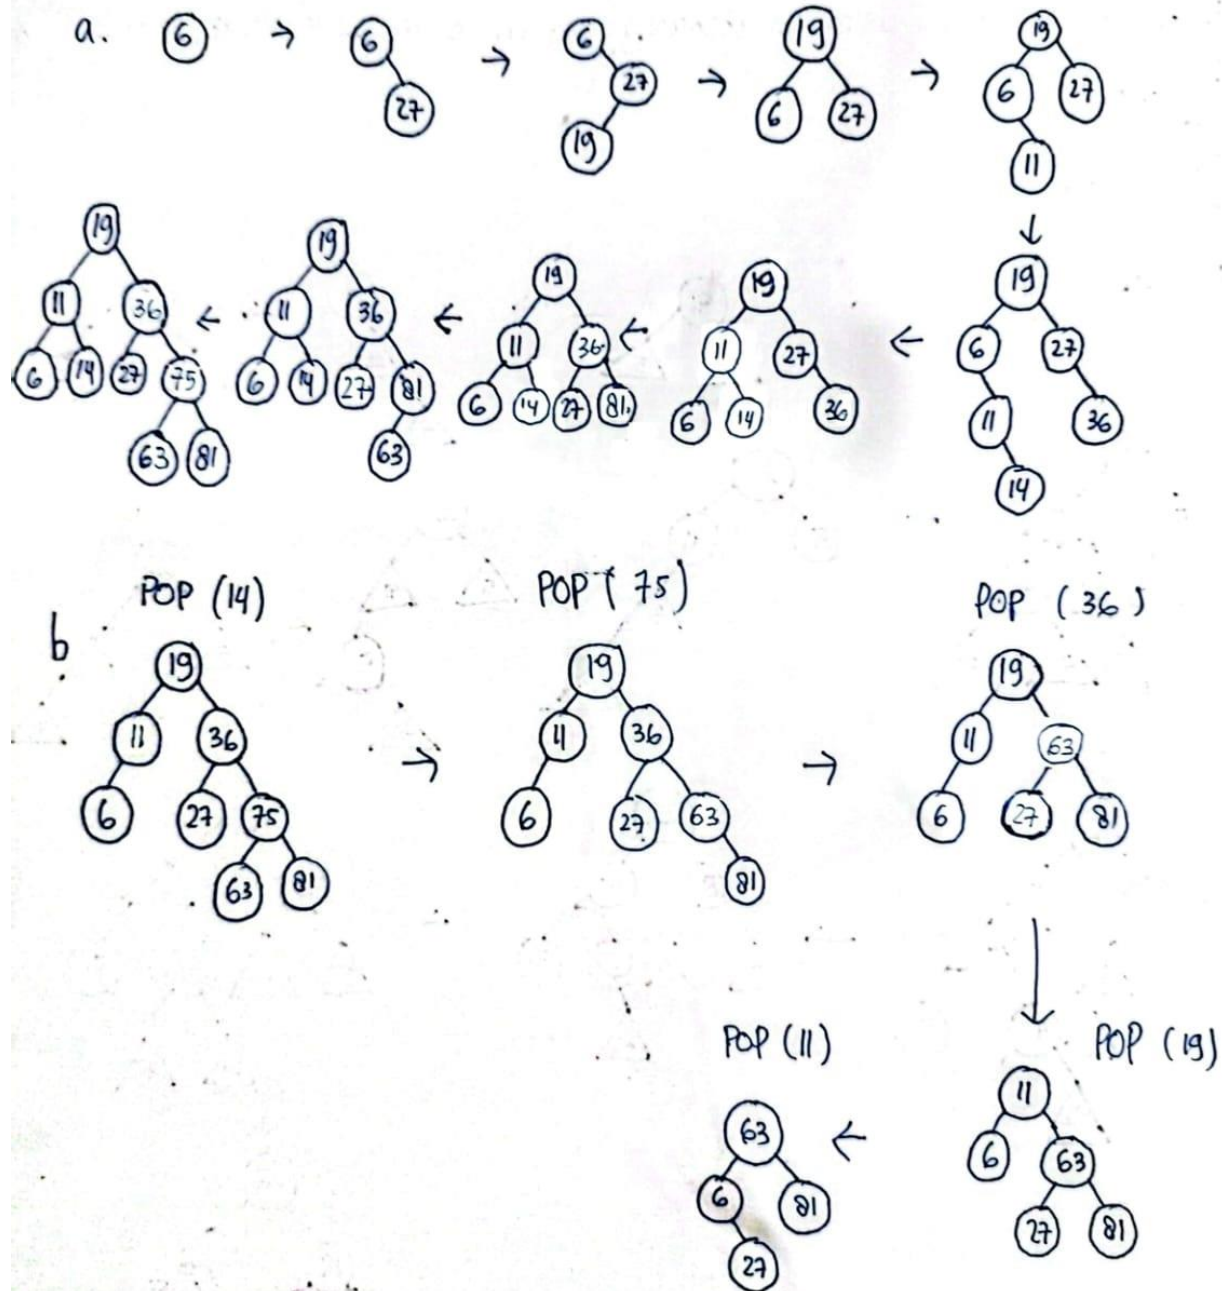 a. 6 → 6 → 6 → 19 → 19
27 27 6 27 6 27
19 11
↓
19 ← 19 ← 19 ← 19 ← 19
11 36 11 36 11 36 11 27 6 27
6 14 27 75 6 14 27 81 6 14 27 81 6 14 36 11 36
63 81 63 14
POP (14) POP (75) POP (36)
b
19 → 19 → 19
11 36 11 36 11 63
6 27 75 6 27 63 6 27 81
63 81 81
↓
POP (11) POP (19)
63 ← 11
6 81 6 63
27 27 81